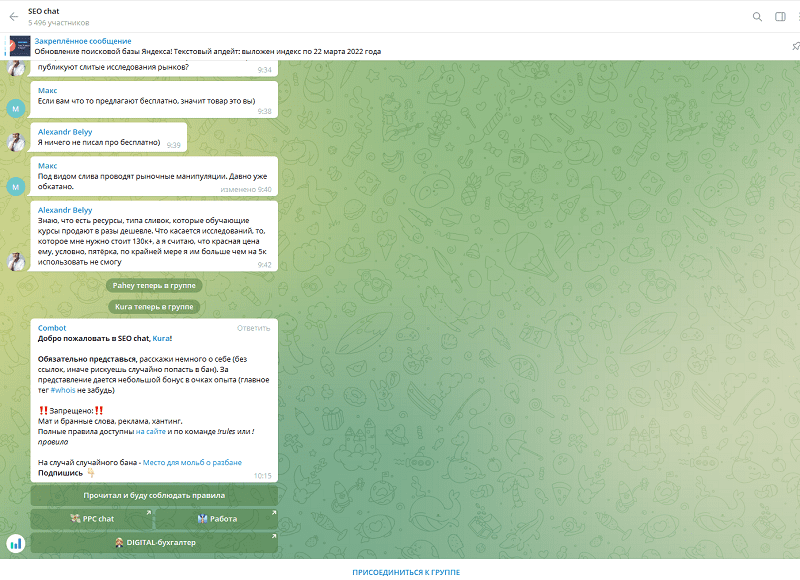 SEO chat
5 496 участников
Закреплённое сообщение
Обновление поисковой базы Яндекса! Текстовый апдейт: выложен индекс по 22 марта 2022 года
публикуют слитые исследования рынков?
9:34
Макс
Если вам что то предлагают бесплатно, значит товар это вы)
9:38
М
Alexandr Belyy
Я ничего не писал про бесплатно)
9:39
Макс
Под видом слива проводят рыночные манипуляции. Давно уже
обкатано.
изменено 9:40
М
Alexandr Belyy
Знаю, что есть ресурсы, типа сливок, которые обучающие
курсы продают в разы дешевле. Что касается исследований, то,
которое мне нужно стоит 130к+, а я считаю, что красная цена
ему, условно, пятёрка, по крайней мере я им больше чем на 5к
использовать не смогу
9:42
Pahey теперь в группе
Kura теперь в группе
Combot
Ответить
Добро пожаловать в SEO chat, Kura!
Обязательно представься, расскажи немного о себе (без
ссылок, иначе рискуешь случайно попасть в бан). За
представление дается небольшой бонус в очках опыта (главное
тег #whois не забудь)
‼️Запрещено:‼️
Мат и бранные слова, реклама, хантинг.
Полные правила доступны на сайте и по команде !rules или !
правила
На случай случайного бана - Место для мольб о разбане
Подпишись 👇
10:15
Прочитал и буду соблюдать правила
PPC chat
Работа
DIGITAL-бухгалтер
ПРИСОЕДИНИТЬСЯ К ГРУППЕ